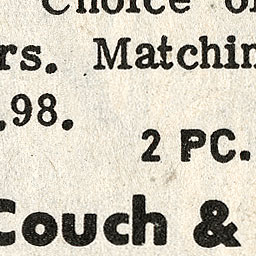 Choice of
rs. Matchin
.98.
2 PC.
Couch &